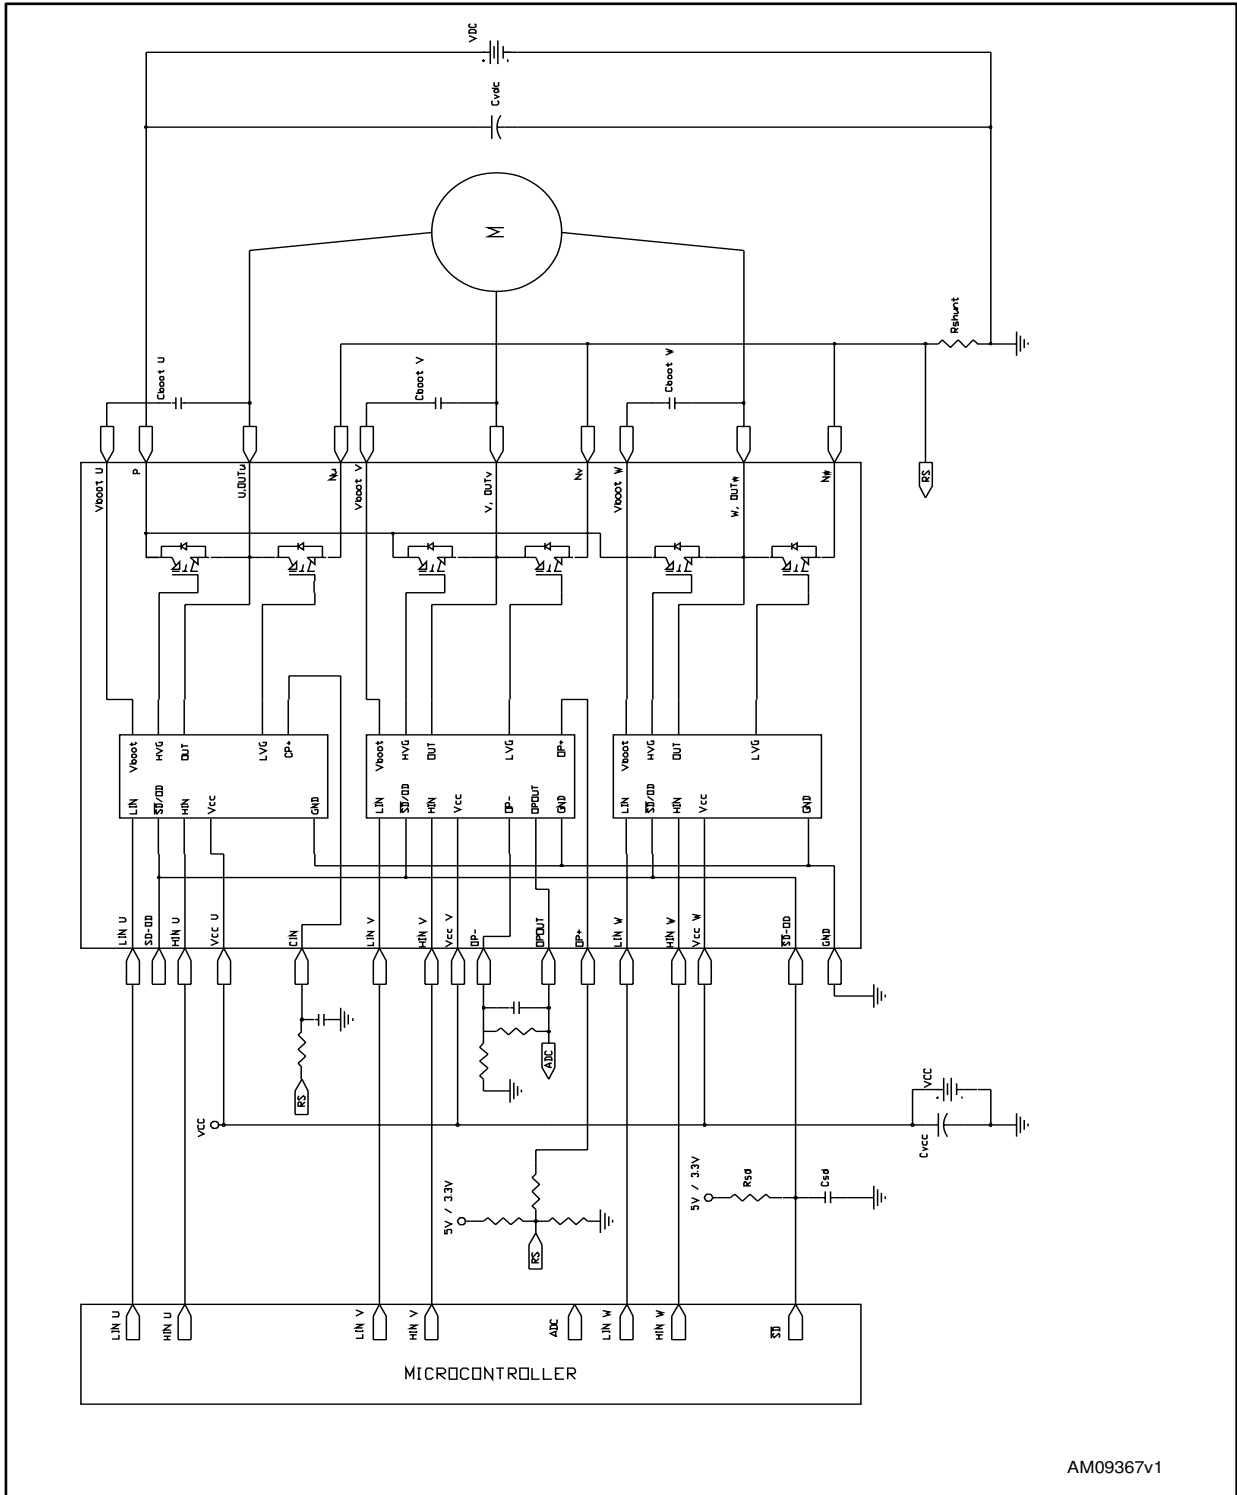 VDC
Cvdc
M
Rshunt
Cboot U
Cboot V
Cboot W
Vboot U
P
U,OUTu
Nu
Vboot V
V, OUTv
Nv
Vboot W
W, OUTw
Nw
RS
Vboot
HVG
OUT
LVG
CP+
LIN
SD/OD
HIN
Vcc
GND
Vboot
HVG
OUT
LVG
OP+
LIN
SD/OD
HIN
Vcc
OP-
OPOUT
GND
Vboot
HVG
OUT
LVG
LIN
SD/OD
HIN
Vcc
GND
LIN U
SD-OD
HIN U
Vcc U
CIN
LIN V
HIN V
Vcc V
OP-
OPOUT
OP+
LIN W
HIN W
Vcc W
SD-OD
GND
RS
ADC
VCC
VCC
Cvcc
5V / 3.3V
RS
5V / 3.3V
Rsd
Csd
LIN U
HIN U
LIN V
HIN V
ADC
LIN W
HIN W
SD
MICROCONTROLLER
AM09367v1